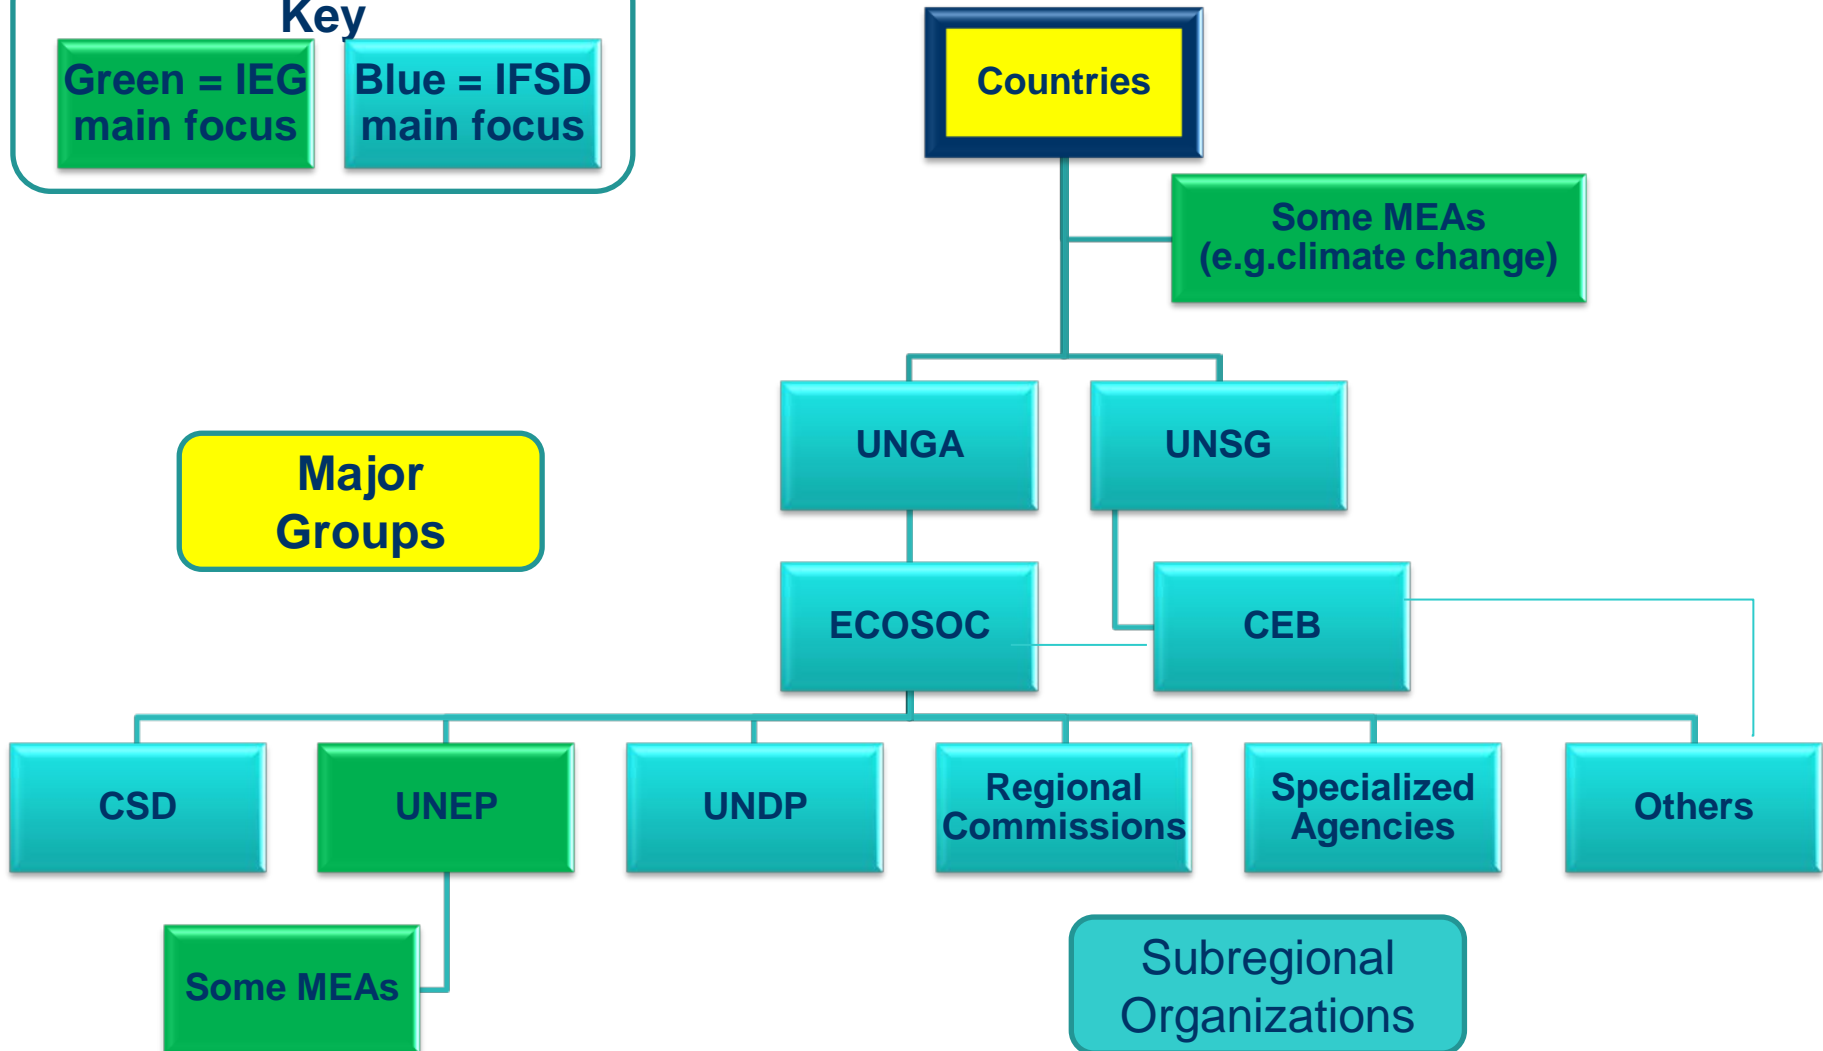 Key
Green = IEG
main focus
Blue = IFSD
main focus
Countries
Some MEAs
(e.g.climate change)
UNGA
UNSG
Major
Groups
ECOSOC
CEB
CSD
UNEP
UNDP
Regional
Commissions
Specialized
Agencies
Others
Some MEAs
Subregional
Organizations